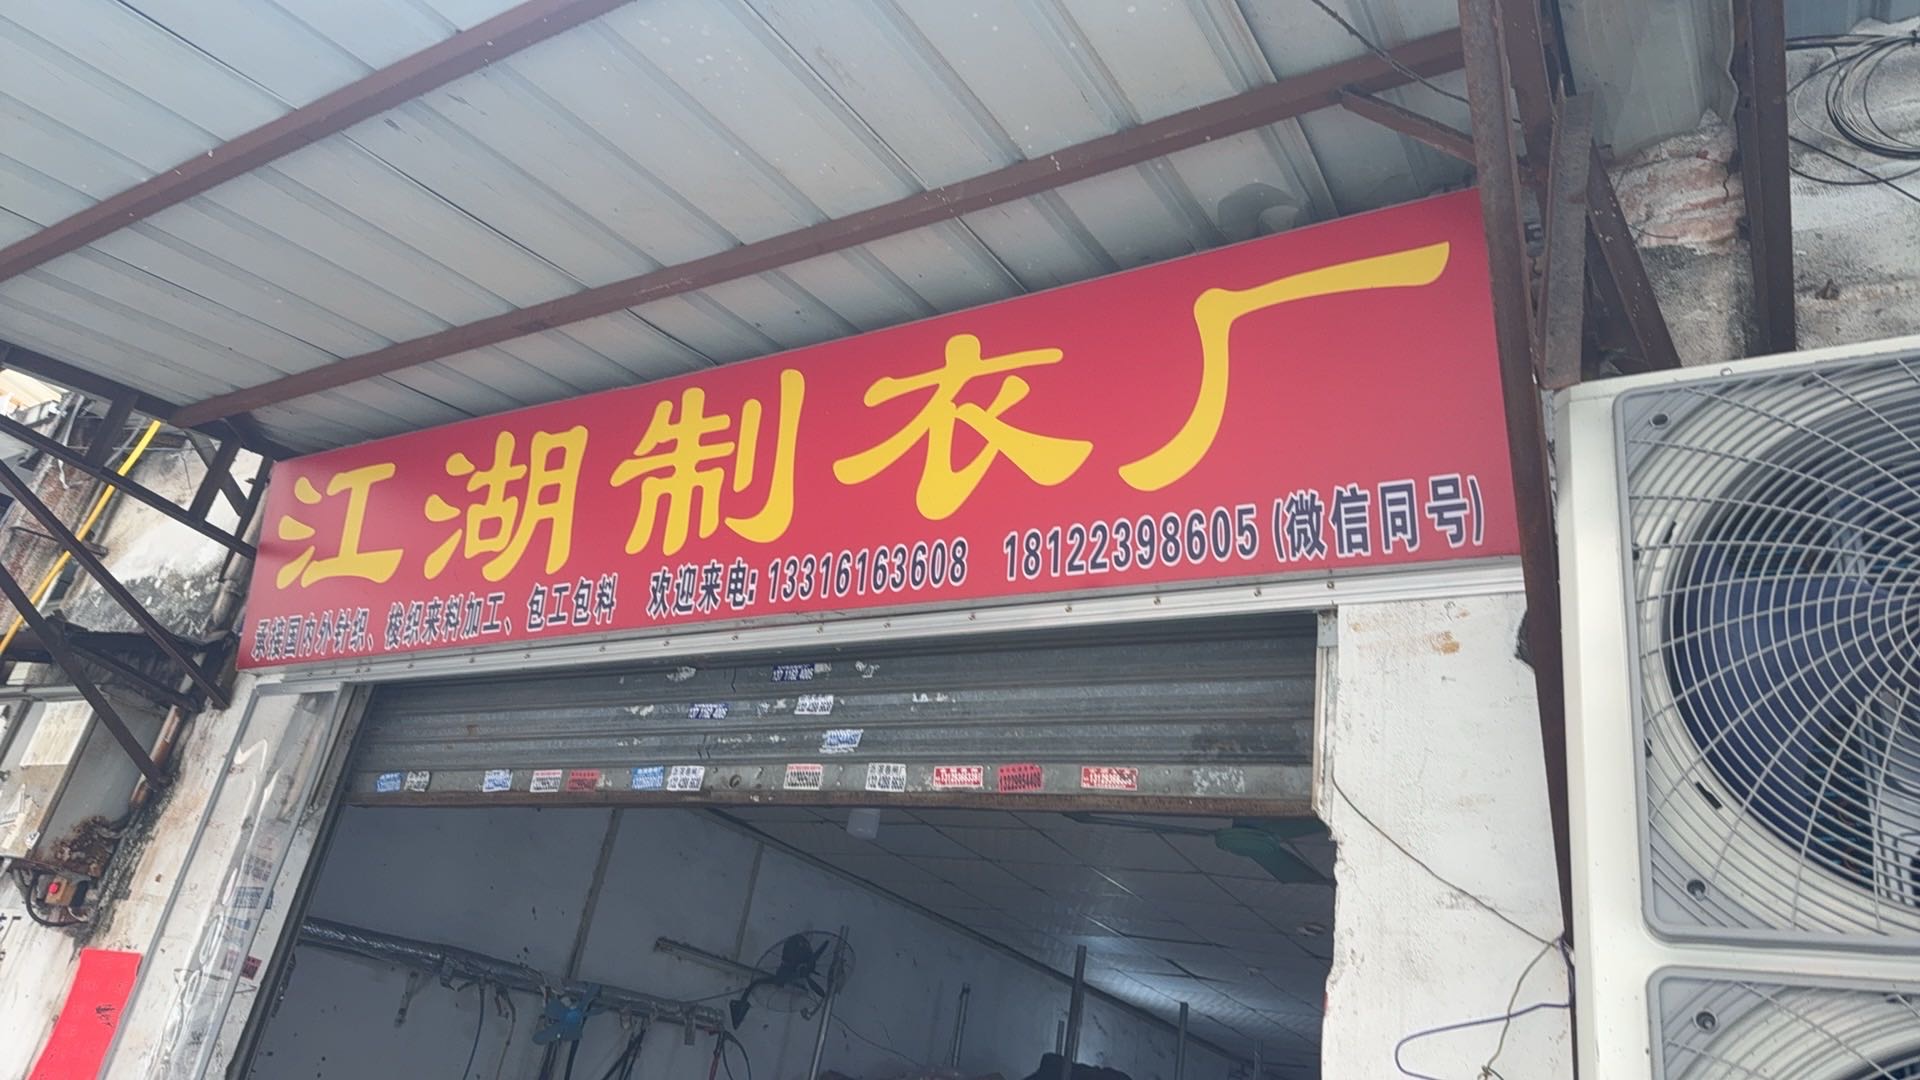 江湖制衣厂
承接国内外针织、梭织来料加工、包工包料 欢迎来电: 13316163608 18122398605 (微信同号)